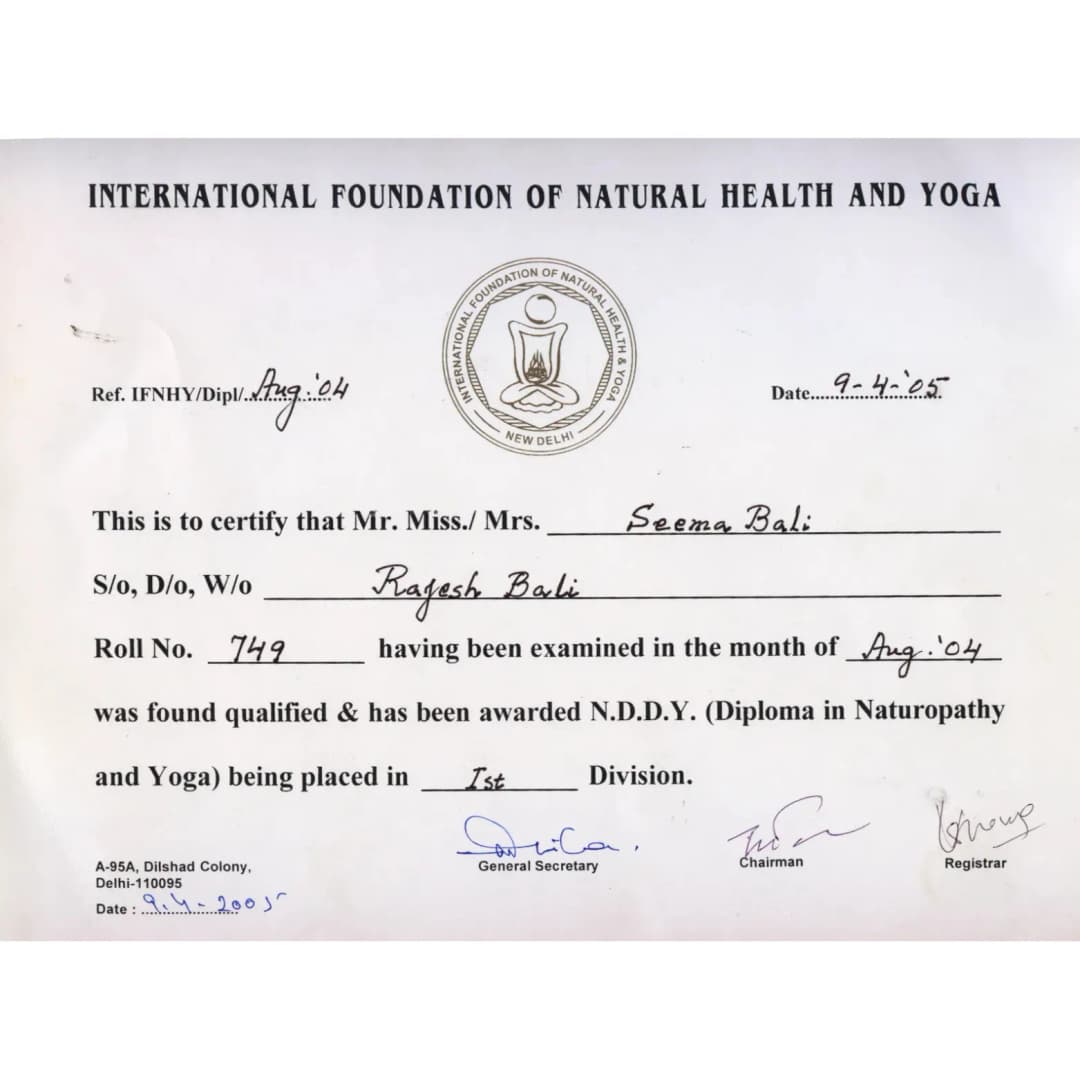 INTERNATIONAL FOUNDATION OF NATURAL HEALTH AND YOGA
INTERNATIONAL FOUNDATION OF NATURAL HEALTH & YOGA
NEW DELHI
Ref. IFNHY/Dipl/..Aug.'04
Date....9-4-'05
This is to certify that Mr. Miss./ Mrs. Seema Bali
S/o, D/o, W/o Rajesh Bali
Roll No. 749 having been examined in the month of Aug.'04
was found qualified & has been awarded N.D.D.Y. (Diploma in Naturopathy
and Yoga) being placed in Ist Division.
General Secretary
Chairman
Registrar
A-95A, Dilshad Colony,
Delhi-110095
Date : 9.4-2005